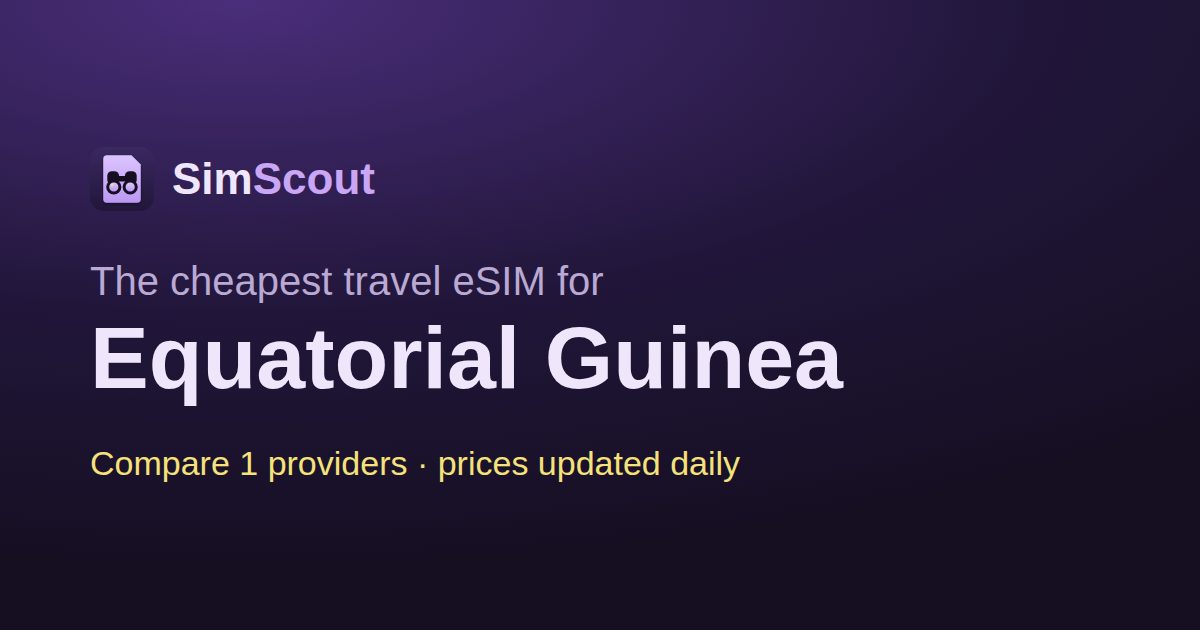 SimScout
The cheapest travel eSIM for
Equatorial Guinea
Compare 1 providers · prices updated daily